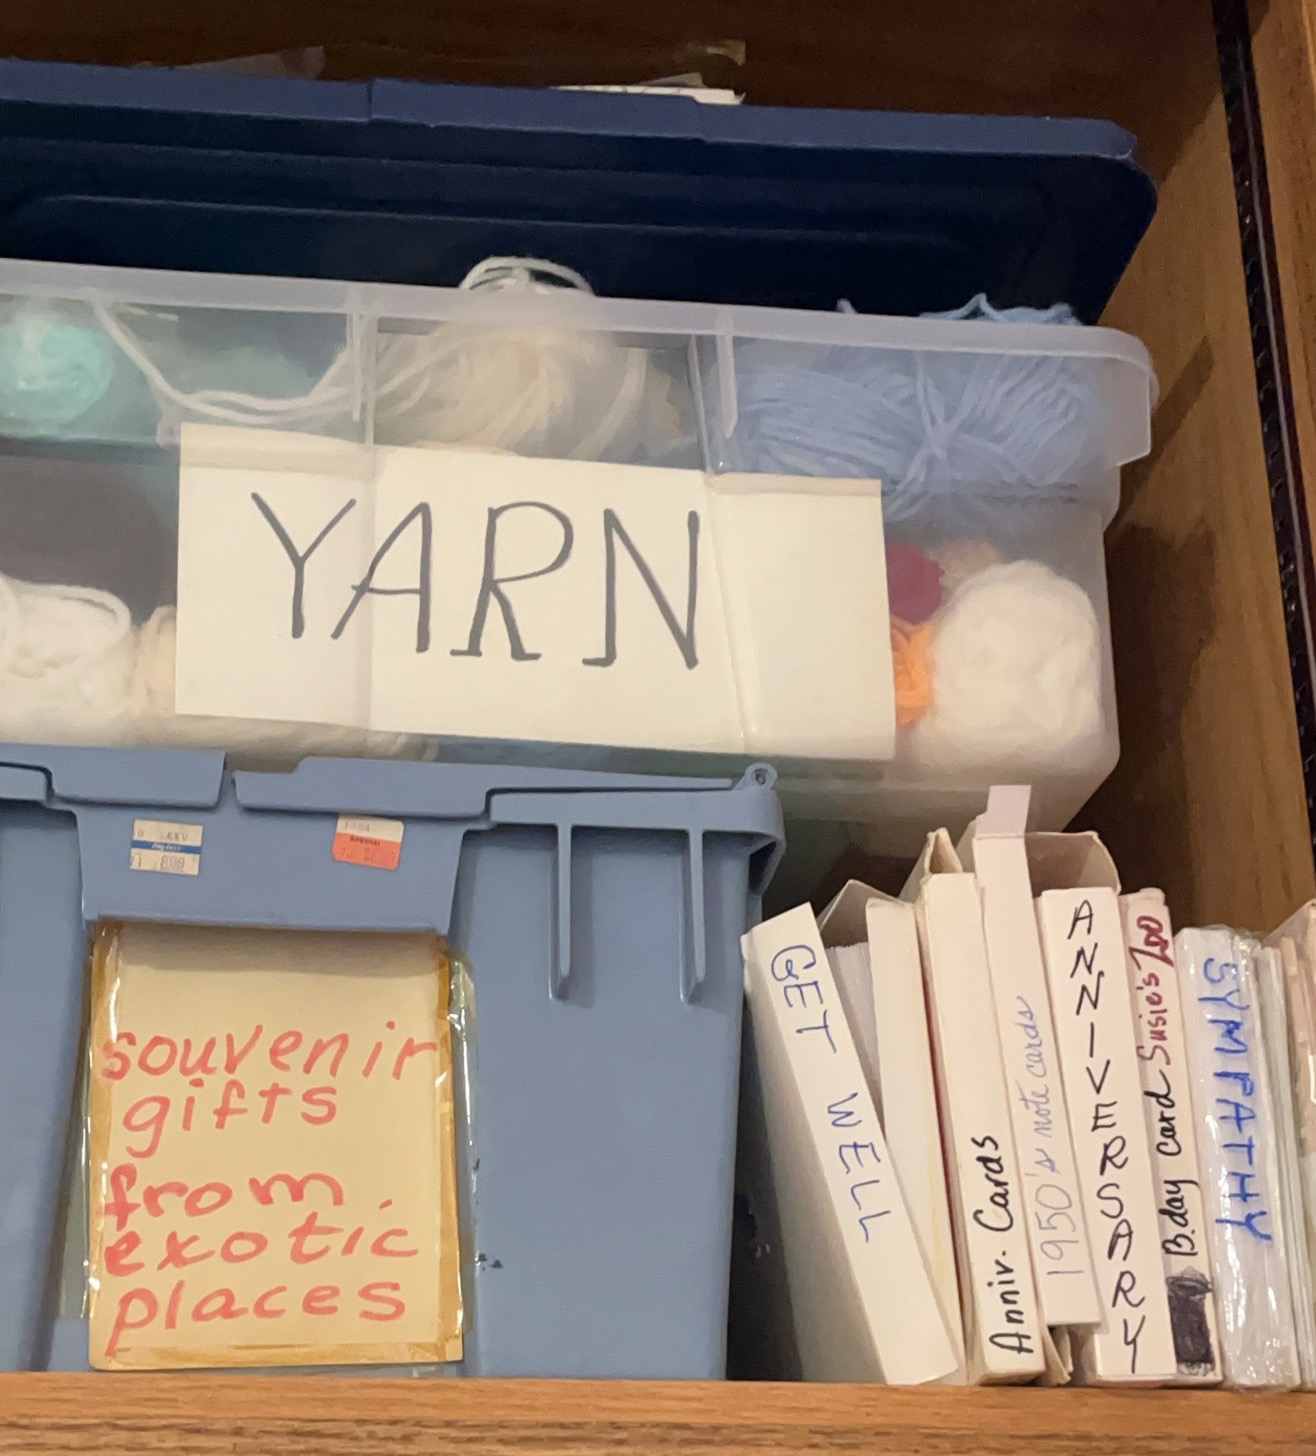 YARN
souvenir
gifts
from
exotic
places
GET WELL
Anniv. Cards
1950's note cards
ANNIVERSARY
B.day Card Susie's Zoo
SYMPATHY